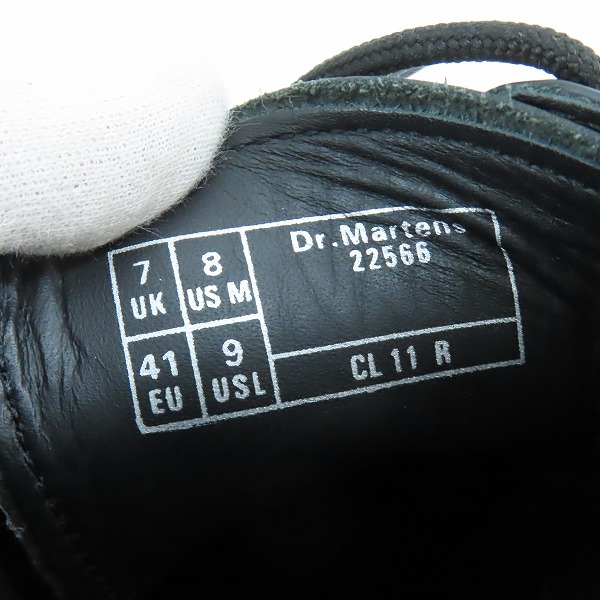 7
UK
8
US M
Dr.Martens
22566
41
EU
9
USL
CL 11 R